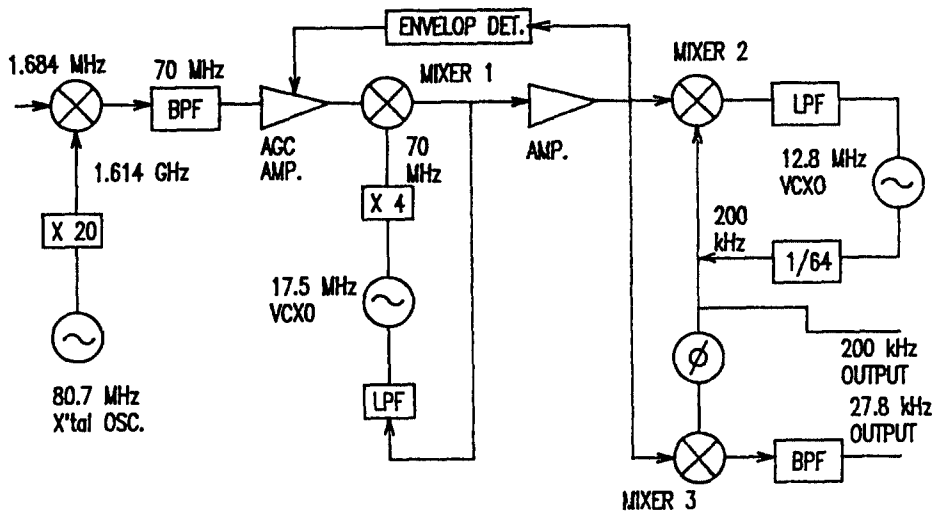 ENVELOP DET.
1.684 MHz
70 MHz
MIXER 1
MIXER 2
BPF
LPF
AGC
AMP.
70
MHz
AMP.
12.8 MHz
VCXO
1.614 GHz
X 20
X 4
200
kHz
1/64
17.5 MHz
VCXO
ϕ
200 kHz
OUTPUT
80.7 MHz
X'tal OSC.
LPF
27.8 kHz
OUTPUT
BPF
MIXER 3